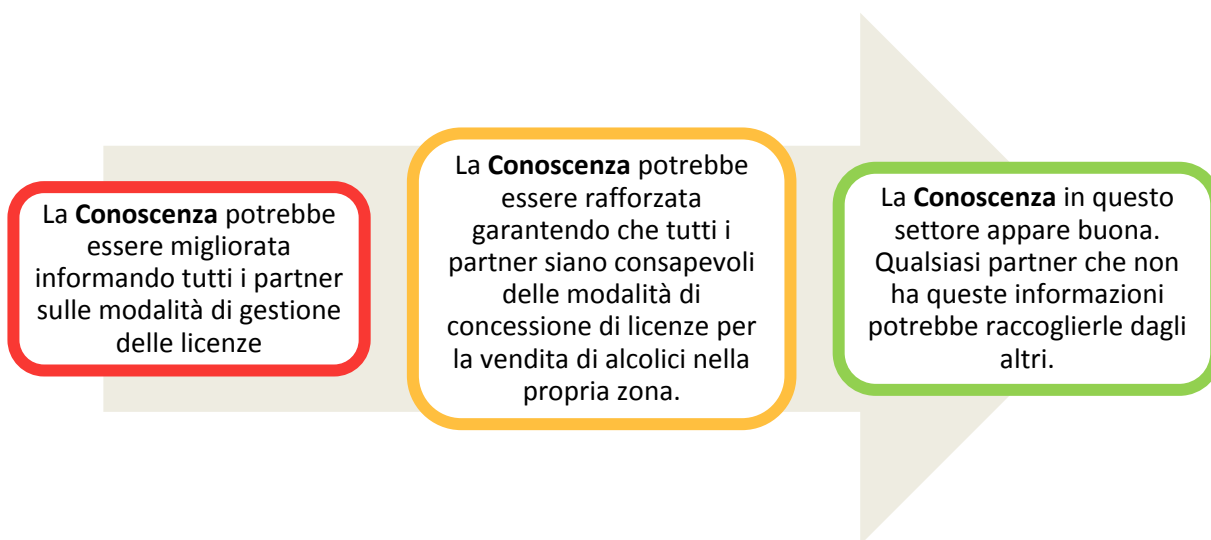 La Conoscenza potrebbe
essere migliorata
informando tutti i partner
sulle modalità di gestione
delle licenze
La Conoscenza potrebbe
essere rafforzata
garantendo che tutti i
partner siano consapevoli
delle modalità di
concessione di licenze per
la vendita di alcolici nella
propria zona.
La Conoscenza in questo
settore appare buona.
Qualsiasi partner che non
ha queste informazioni
potrebbe raccoglierle dagli
altri.